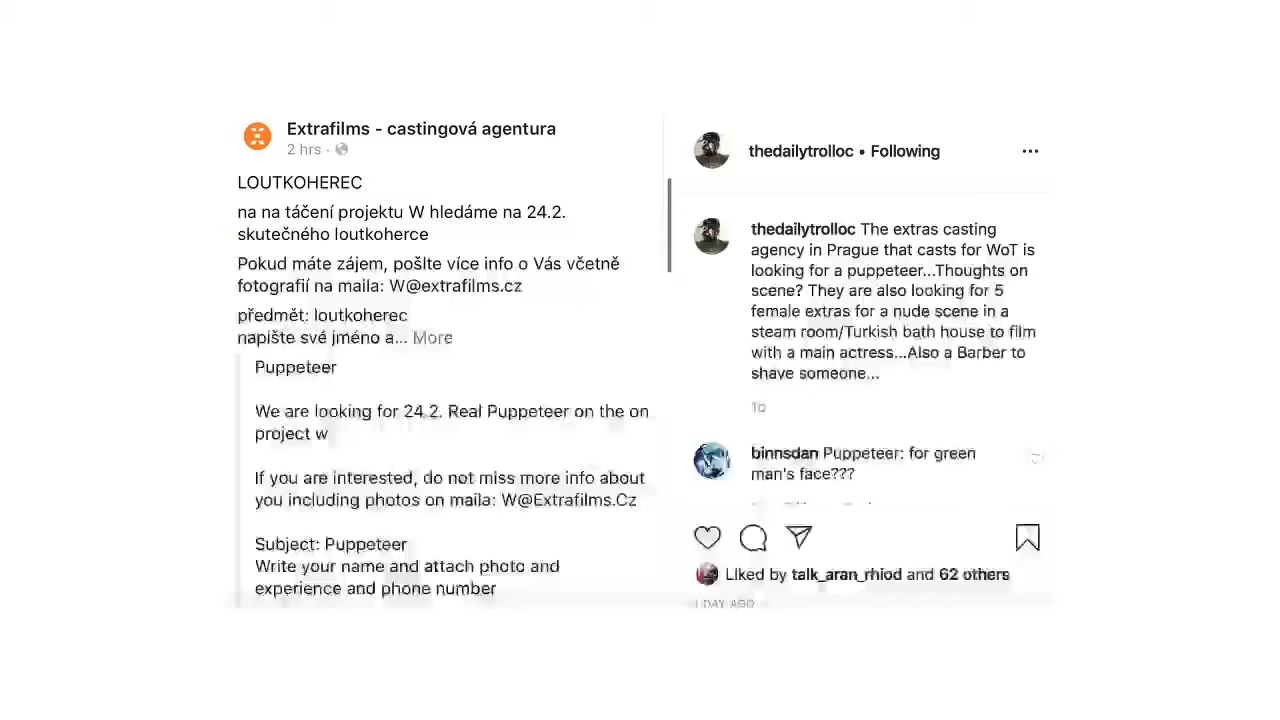 Extrafilms - castingová agentura
2 hrs ·
LOUTKOHEREC
na na táčení projektu W hledáme na 24.2.
skutečného loutkoherce
Pokud máte zájem, pošlte více info o Vás včetně
fotografií na maila: W@extrafilms.cz
předmět: loutkoherec
napište své jméno a... More
Puppeteer
We are looking for 24.2. Real Puppeteer on the on
project w
If you are interested, do not miss more info about
you including photos on maila: W@Extrafilms.Cz
Subject: Puppeteer
Write your name and attach photo and
experience and phone number
thedailytrolloc • Following
thedailytrolloc The extras casting
agency in Prague that casts for WoT is
looking for a puppeteer...Thoughts on
scene? They are also looking for 5
female extras for a nude scene in a
steam room/Turkish bath house to film
with a main actress...Also a Barber to
shave someone...
binnsdan Puppeteer: for green
man's face???
Liked by talk_aran_rhiod and 62 others
1 DAY AGO